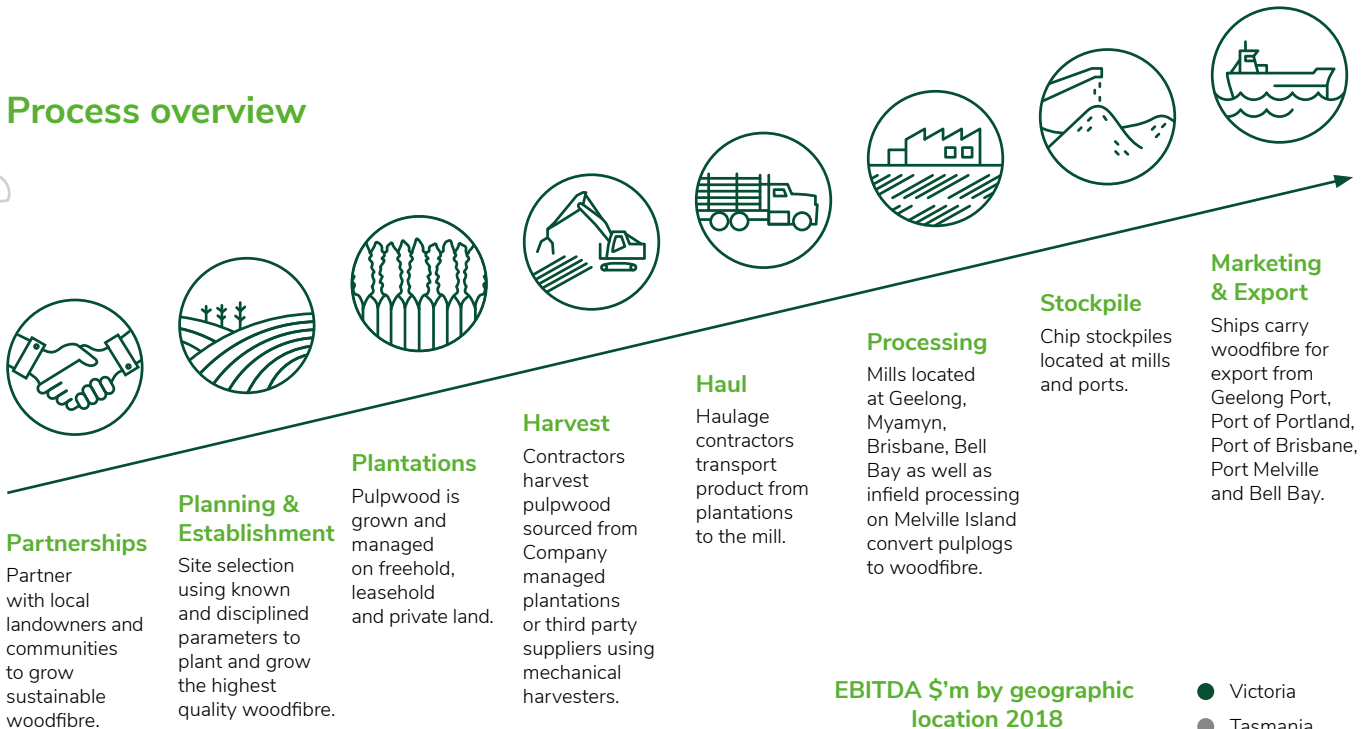 Process overview
Partnerships
Partner
with local
landowners and
communities
to grow
sustainable
woodfibre.
Planning &
Establishment
Site selection
using known
and disciplined
parameters to
plant and grow
the highest
quality woodfibre.
Plantations
Pulpwood is
grown and
managed
on freehold,
leasehold
and private land.
Harvest
Contractors
harvest
pulpwood
sourced from
Company
managed
plantations
or third party
suppliers using
mechanical
harvesters.
Haul
Haulage
contractors
transport
product from
plantations
to the mill.
Processing
Mills located
at Geelong,
Myamyn,
Brisbane, Bell
Bay as well as
infield processing
on Melville Island
convert pulplogs
to woodfibre.
Stockpile
Chip stockpiles
located at mills
and ports.
Marketing
& Export
Ships carry
woodfibre for
export from
Geelong Port,
Port of Portland,
Port of Brisbane,
Port Melville
and Bell Bay.
EBITDA $'m by geographic
location 2018
Victoria
Tasmania